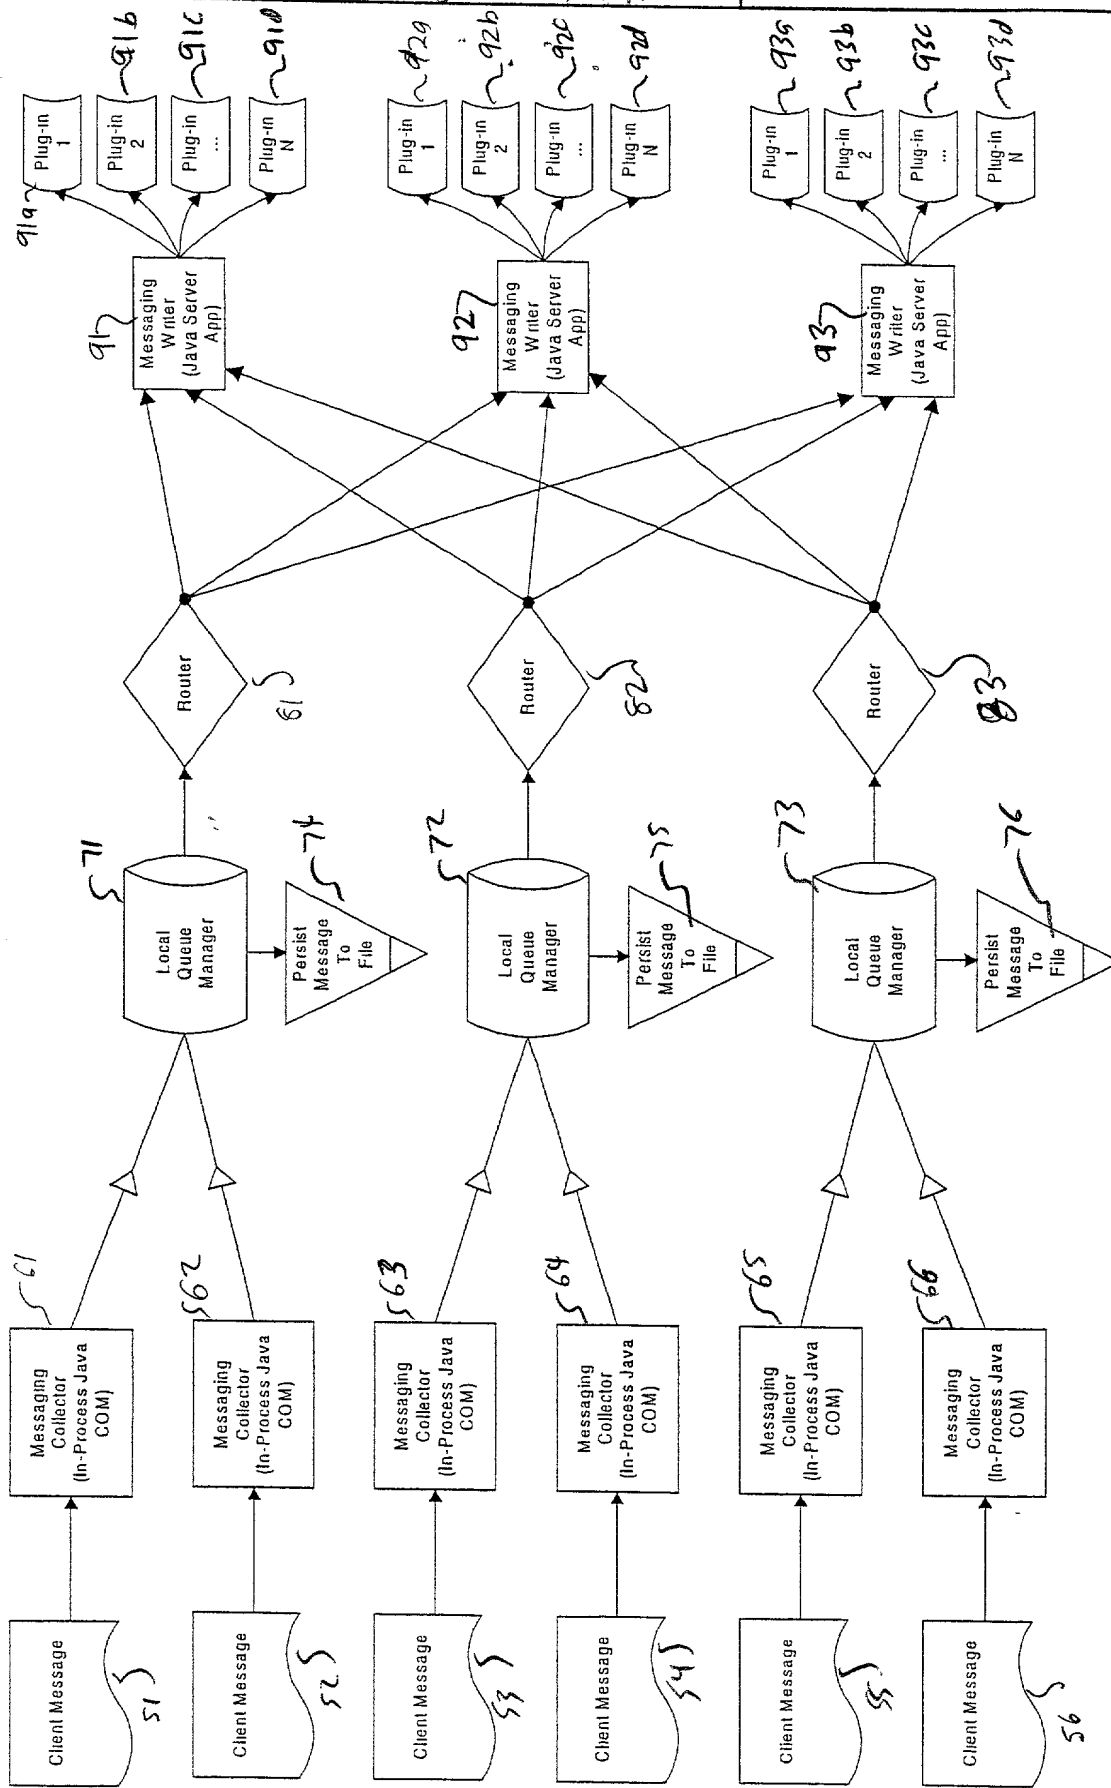 Client Message
51
Client Message
52
Client Message
53
Client Message
54
Client Message
55
Client Message
56
Messaging
Collector
(In-Process Java
COM)
61
Messaging
Collector
(In-Process Java
COM)
62
Messaging
Collector
(In-Process Java
COM)
63
Messaging
Collector
(In-Process Java
COM)
64
Messaging
Collector
(In-Process Java
COM)
65
Messaging
Collector
(In-Process Java
COM)
66
Local
Queue
Manager
71
Persist
Message
To
File
74
Local
Queue
Manager
72
Persist
Message
To
File
75
Local
Queue
Manager
73
Persist
Message
To
File
76
Router
81
Router
82
Router
83
Messaging
Writer
(Java Server
App)
91
Messaging
Writer
(Java Server
App)
92
Messaging
Writer
(Java Server
App)
93
Plug-in
1
91a
Plug-in
2
91b
Plug-in
...
91c
Plug-in
N
91d
Plug-in
1
92a
Plug-in
2
92b
Plug-in
...
92c
Plug-in
N
92d
Plug-in
1
93a
Plug-in
2
93b
Plug-in
...
93c
Plug-in
N
93d